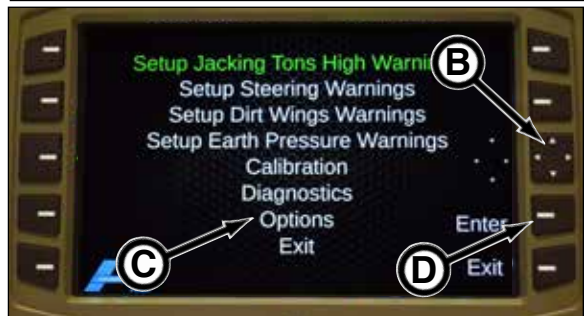 Setup Jacking Tons High
Setup Steering Warnings
Setup Dirt Wings Warnings
Setup Earth Pressure Warnings
Calibration
Diagnostics
Options
Exit
Enter
Exit
B
C
D